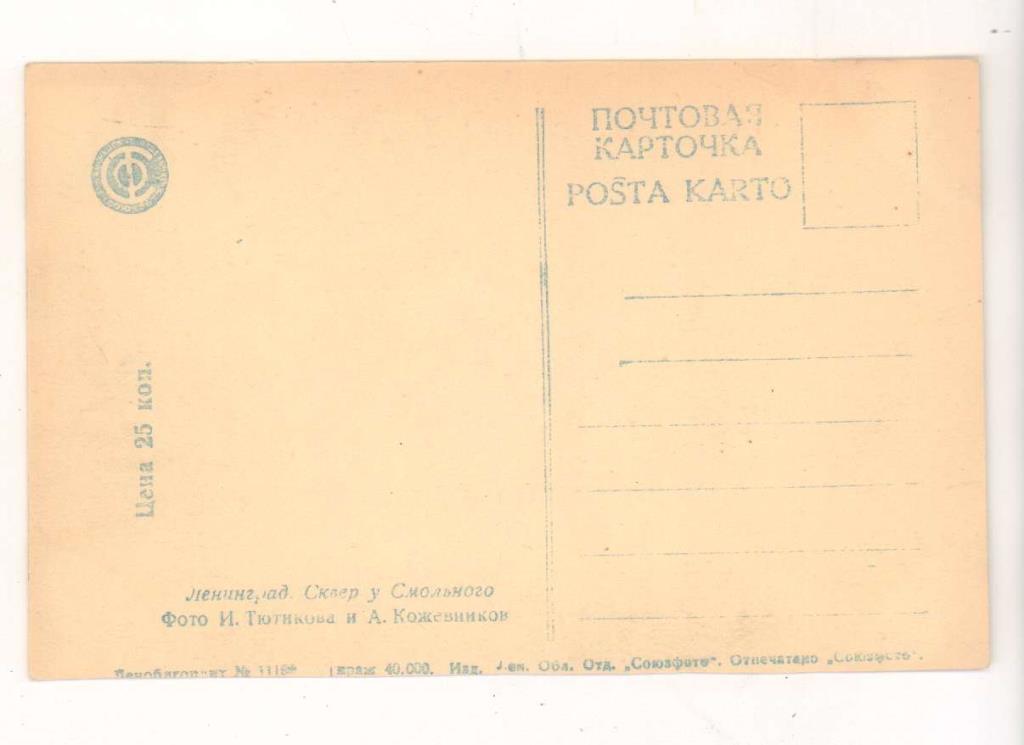 ПОЧТОВАЯ
КАРТОЧКА
POŜTA KARTO
Цена 25 коп.
Ленинград. Сквер у Смольного
Фото И. Тютикова и А. Кожевников
№ Тираж 40.000. Изд. Лен. Обл. Отд. „Союзфото“. Отпечатано „Союзфото“.